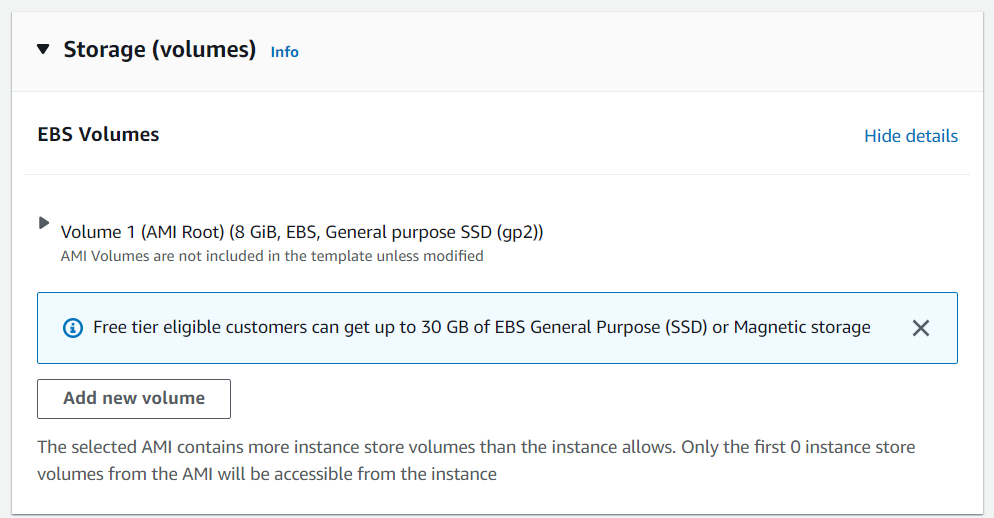 Storage (volumes) Info
EBS Volumes
Hide details
Volume 1 (AMI Root) (8 GiB, EBS, General purpose SSD (gp2))
AMI Volumes are not included in the template unless modified
Free tier eligible customers can get up to 30 GB of EBS General Purpose (SSD) or Magnetic storage
Add new volume
The selected AMI contains more instance store volumes than the instance allows. Only the first 0 instance store
volumes from the AMI will be accessible from the instance